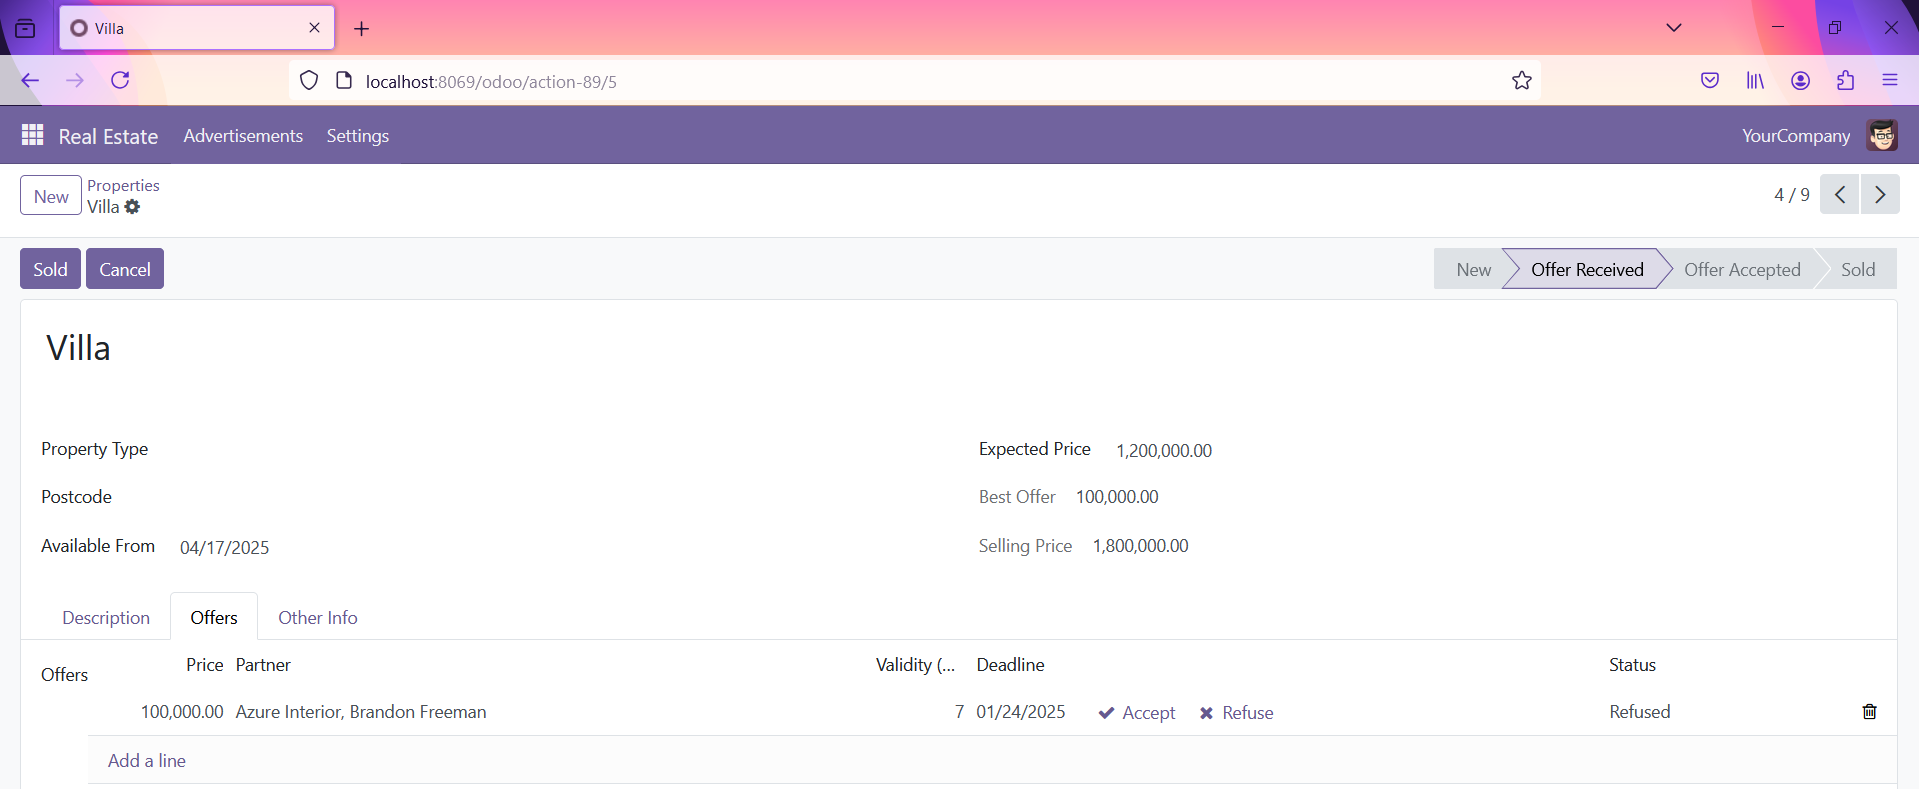 Villa
localhost:8069/odoo/action-89/5
Real Estate Advertisements Settings YourCompany
New Properties
Villa
4 / 9
Sold Cancel New Offer Received Offer Accepted Sold
Villa
Property Type
Expected Price 1,200,000.00
Postcode
Best Offer 100,000.00
Available From 04/17/2025
Selling Price 1,800,000.00
Description Offers Other Info
Offers
Price Partner Validity (... Deadline Status
100,000.00 Azure Interior, Brandon Freeman 7 01/24/2025 Accept Refuse Refused
Add a line